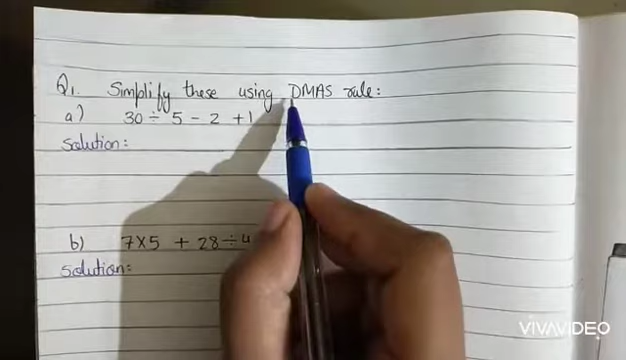 Q1. Simplify these using DMAS rule:
a) 30 ÷ 5 - 2 + 1
Solution:
b) 7 x 5 + 28 ÷ 4
Solution:
VIVAVIDEO